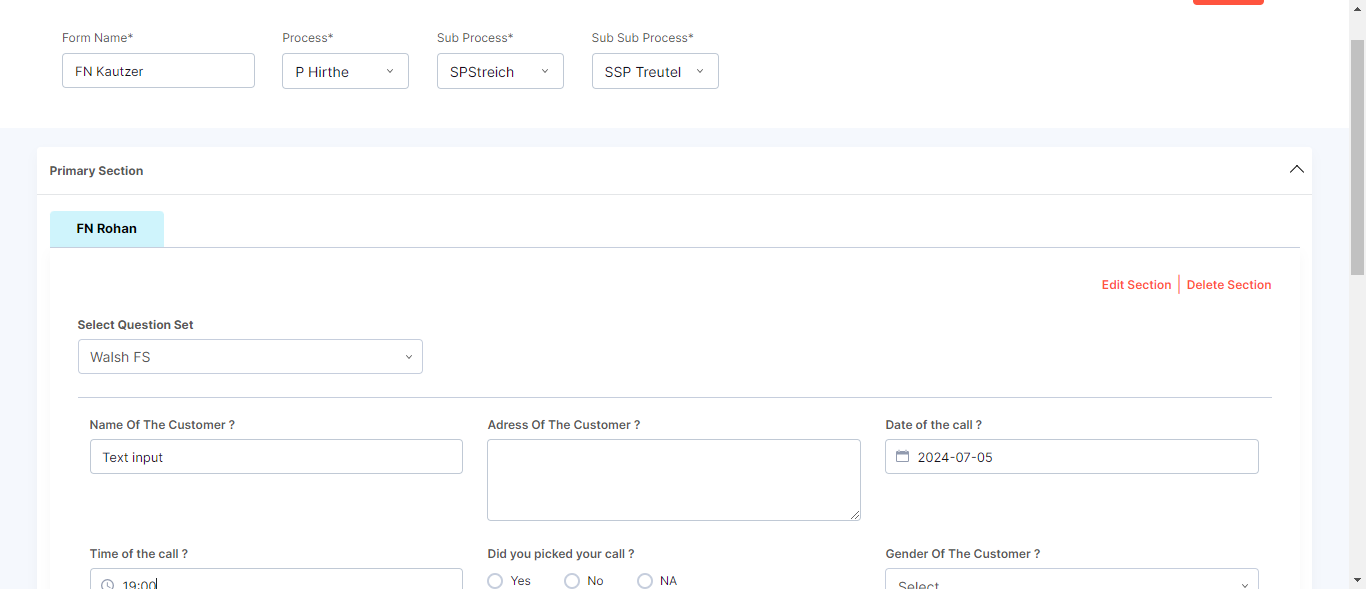 Form Name* Process* Sub Process* Sub Sub Process*
FN Kautzer P Hirthe SPStreich SSP Treutel
Primary Section
FN Rohan
Edit Section Delete Section
Select Question Set
Walsh FS
Name Of The Customer ? Adress Of The Customer ? Date of the call ?
Text input 2024-07-05
Time of the call ? Did you picked your call ? Gender Of The Customer ?
19:00 Yes No NA Select